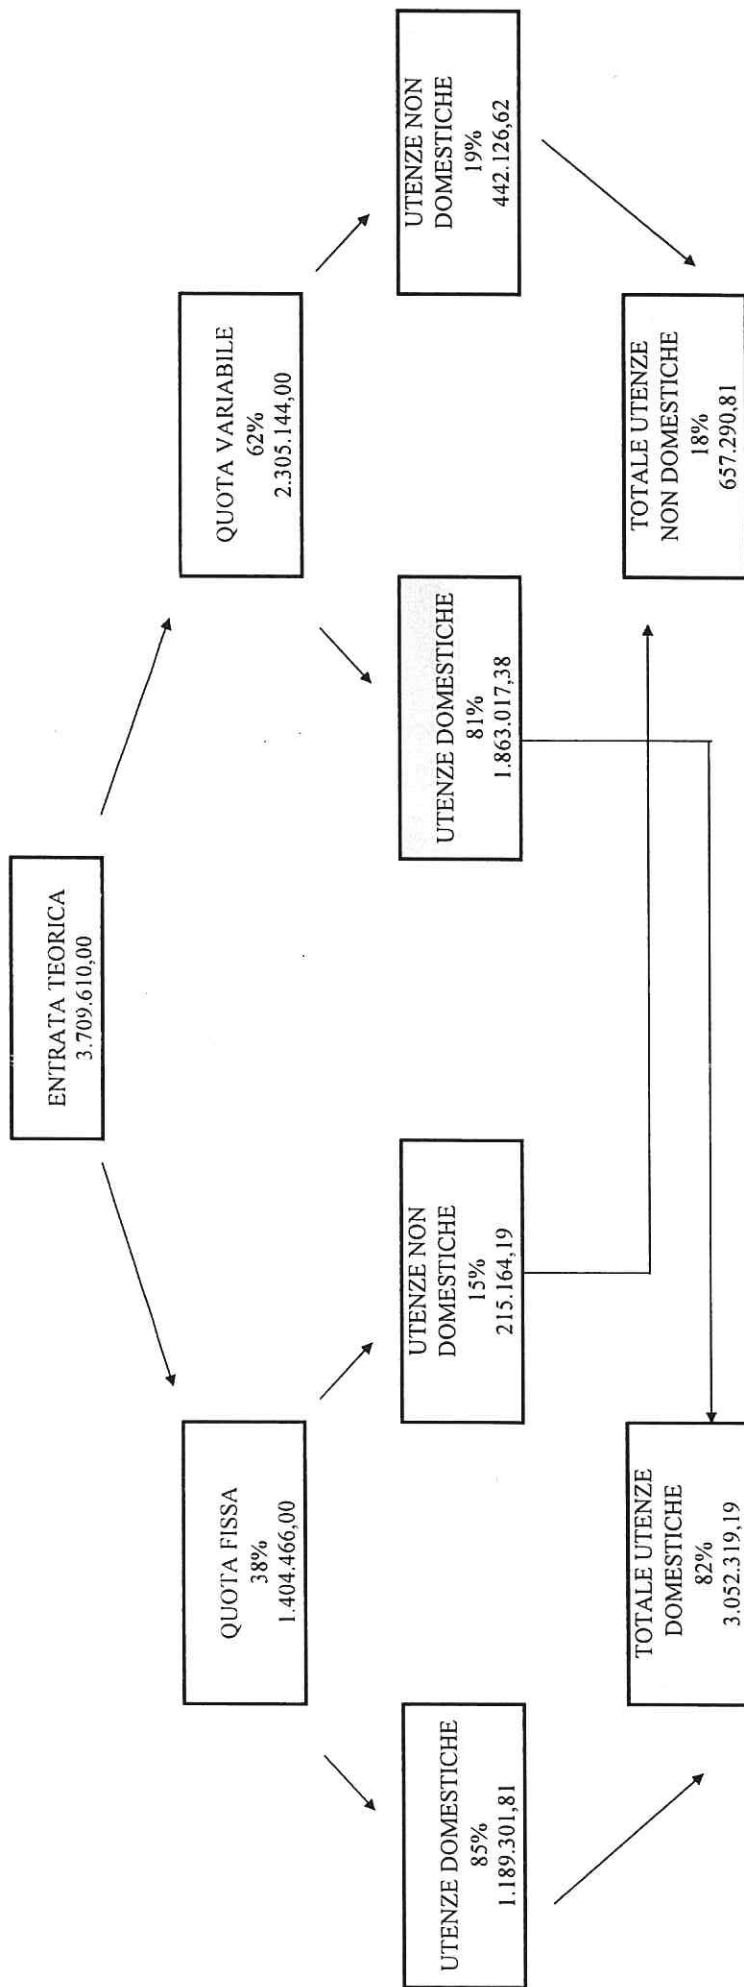 ENTRATA TEORICA
3.709.610,00
QUOTA FISSA
38%
1.404.466,00
QUOTA VARIABILE
62%
2.305.144,00
UTENZE DOMESTICHE
85%
1.189.301,81
UTENZE NON
DOMESTICHE
15%
215.164,19
UTENZE DOMESTICHE
81%
1.863.017,38
UTENZE NON
DOMESTICHE
19%
442.126,62
TOTALE UTENZE
DOMESTICHE
82%
3.052.319,19
TOTALE UTENZE
NON DOMESTICHE
18%
657.290,81